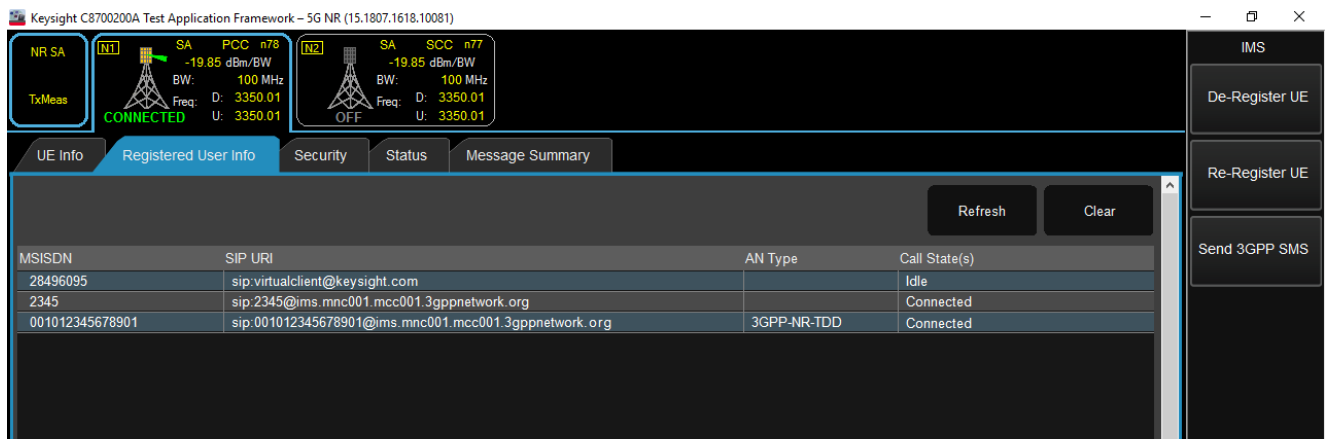 Keysight C8700200A Test Application Framework – 5G NR (15.1807.1618.10081)
NR SA
TxMeas
N1 SA PCC n78
-19.85 dBm/BW
BW: 100 MHz
Freq: D: 3350.01
CONNECTED U: 3350.01
N2 SA SCC n77
-19.85 dBm/BW
BW: 100 MHz
Freq: D: 3350.01
OFF U: 3350.01
IMS
De-Register UE
Re-Register UE
Send 3GPP SMS
UE Info Registered User Info Security Status Message Summary
Refresh Clear
MSISDN SIP URI AN Type Call State(s)
28496095 sip:virtualclient@keysight.com Idle
2345 sip:2345@ims.mnc001.mcc001.3gppnetwork.org Connected
001012345678901 sip:001012345678901@ims.mnc001.mcc001.3gppnetwork.org 3GPP-NR-TDD Connected